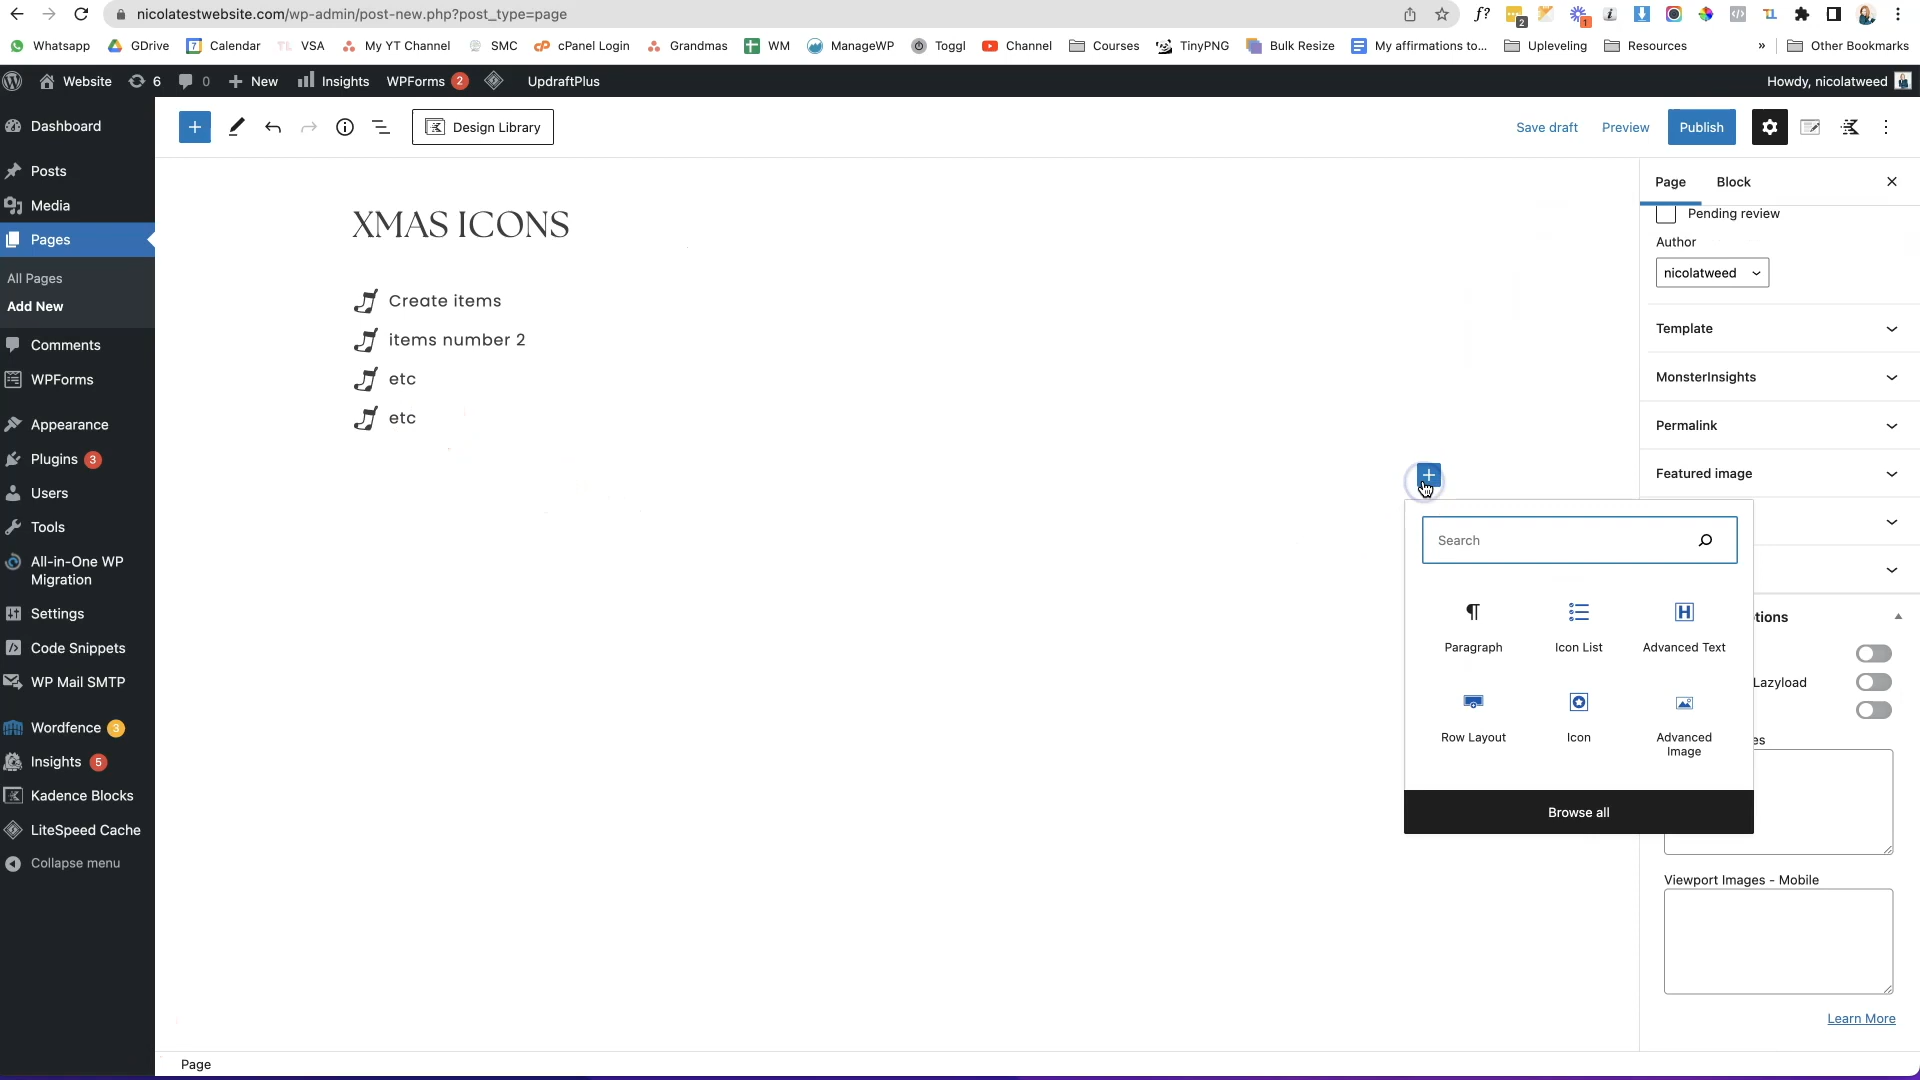 nicolatestwebsite.com/wp-admin/post-new.php?post_type=page
f?
2
1
Whatsapp
GDrive
7
Calendar
TL
VSA
My YT Channel
SMC
cPanel Login
Grandmas
WM
ManageWP
Toggl
Channel
Courses
TinyPNG
Bulk Resize
My affirmations to...
Upleveling
Resources
»
Other Bookmarks
Website
6
0
New
Insights
WPForms 2
UpdraftPlus
Howdy, nicolatweed
Dashboard
Posts
Media
Pages
All Pages
Add New
Comments
WPForms
Appearance
Plugins 3
Users
Tools
All-in-One WP
Migration
Settings
Code Snippets
WP Mail SMTP
Wordfence 3
Insights 5
Kadence Blocks
LiteSpeed Cache
Collapse menu
Design Library
Save draft
Preview
Publish
XMAS ICONS
Create items
items number 2
etc
etc
Search
Paragraph
Icon List
Advanced Text
Row Layout
Icon
Advanced
Image
Browse all
Page
Block
Pending review
Author
nicolatweed
Template
MonsterInsights
Permalink
Featured image
tions
Lazyload
es
Viewport Images - Mobile
Learn More
Page